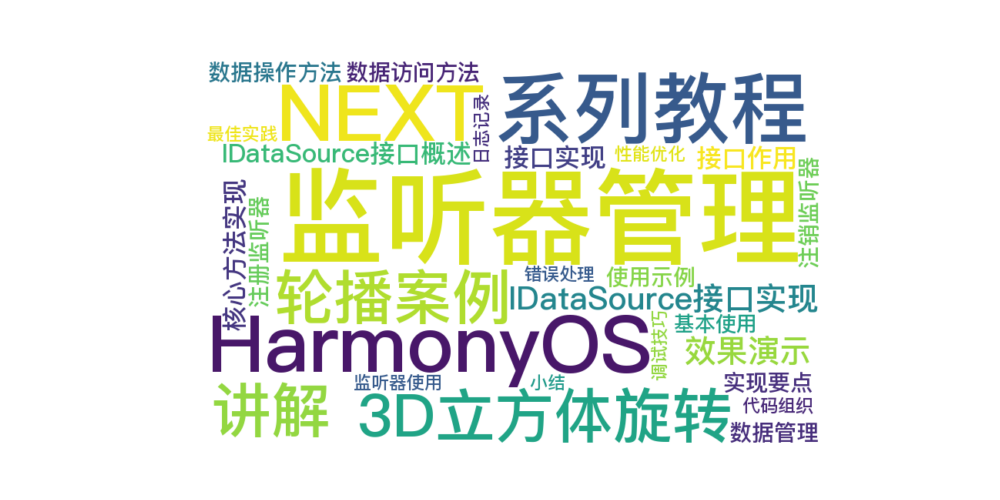 数据操作方法
数据访问方法
NEXT
系列教程
日志记录
最佳实践
IDataSource接口概述
接口实现
性能优化
接口作用
监听器管理
注销监听器
核心方法实现
注册监听器
轮播案例
错误处理
使用示例
IDataSource接口实现
HarmonyOS
调试技巧
基本使用
效果演示
讲解
监听器使用
小结
3D立方体旋转
实现要点
代码组织
数据管理